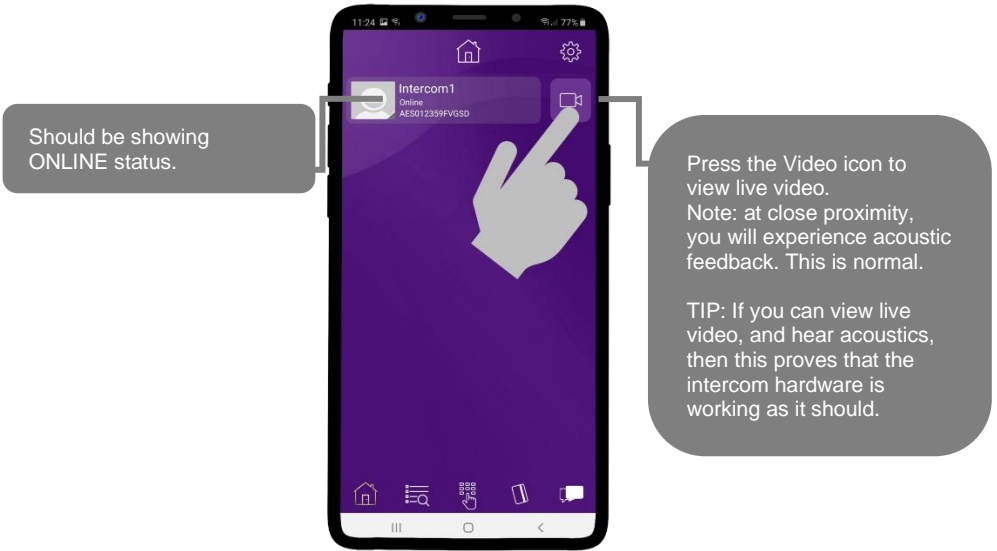 11:24
77%
Intercom1
Online
AES012359FVGSD
Should be showing
ONLINE status.
Press the Video icon to
view live video.
Note: at close proximity,
you will experience acoustic
feedback. This is normal.
TIP: If you can view live
video, and hear acoustics,
then this proves that the
intercom hardware is
working as it should.